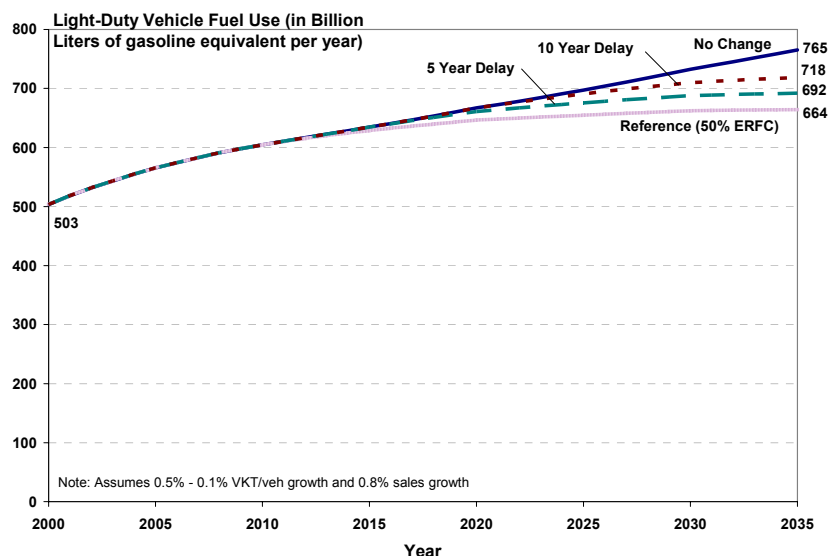 Light-Duty Vehicle Fuel Use (in Billion
Liters of gasoline equivalent per year)
800
700
600
500
400
300
200
100
0
No Change
10 Year Delay
5 Year Delay
Reference (50% ERFC)
765
718
692
664
503
Note: Assumes 0.5% - 0.1% VKT/veh growth and 0.8% sales growth
2000 2005 2010 2015 2020 2025 2030 2035
Year